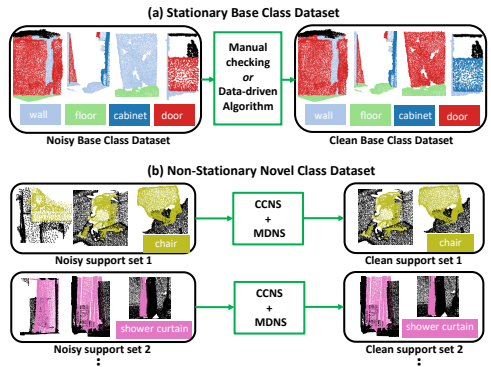 (a) Stationary Base Class Dataset
Manual
checking
or
Data-driven
Algorithm
wall
floor
cabinet
door
wall
floor
cabinet
door
Noisy Base Class Dataset
Clean Base Class Dataset
(b) Non-Stationary Novel Class Dataset
CCNS
+
MDNS
chair
chair
Noisy support set 1
Clean support set 1
CCNS
+
MDNS
shower curtain
shower curtain
Noisy support set 2
Clean support set 2